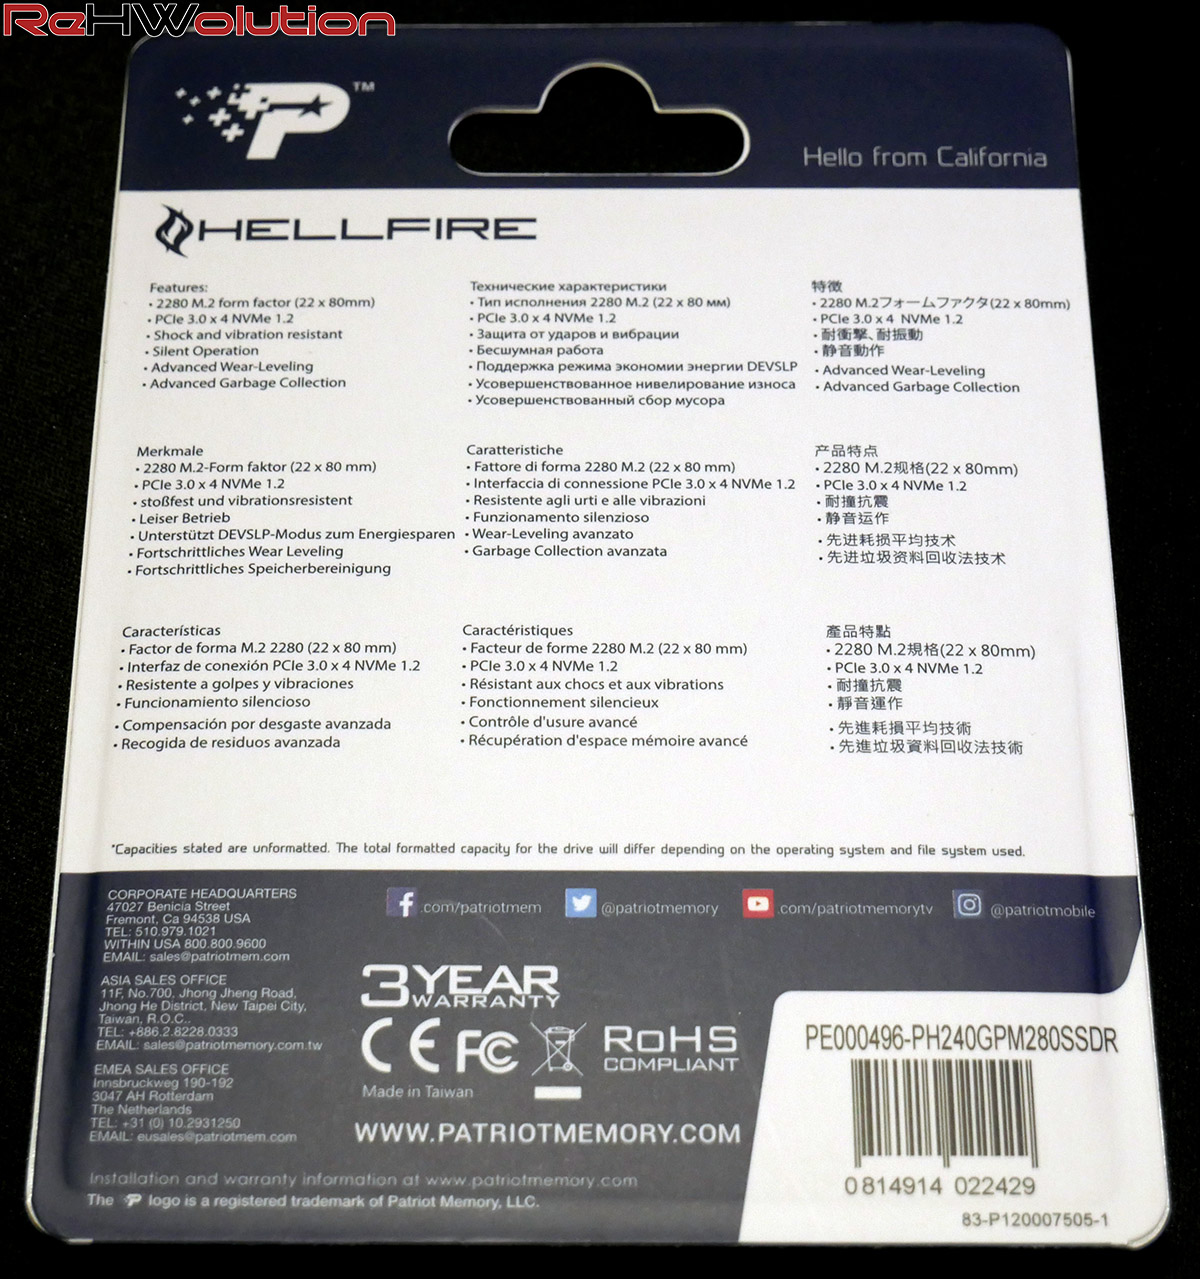 ReHWolution
P™
Hello from California
HELLFIRE
Features:
• 2280 M.2 form factor (22 x 80mm)
• PCIe 3.0 x 4 NVMe 1.2
• Shock and vibration resistant
• Silent Operation
• Advanced Wear-Leveling
• Advanced Garbage Collection
Технические характеристики
• Тип исполнения 2280 M.2 (22 x 80 мм)
• PCIe 3.0 x 4 NVMe 1.2
• Защита от ударов и вибрации
• Бесшумная работа
• Поддержка режима экономии энергии DEVSLP
• Усовершенствованное нивелирование износа
• Усовершенствованный сбор мусора
特徴
• 2280 M.2フォームファクタ(22 x 80mm)
• PCIe 3.0 x 4 NVMe 1.2
• 耐衝撃、耐振動
• 静音動作
• Advanced Wear-Leveling
• Advanced Garbage Collection
Merkmale
• 2280 M.2-Form faktor (22 x 80 mm)
• PCIe 3.0 x 4 NVMe 1.2
• stoßfest und vibrationsresistent
• Leiser Betrieb
• Unterstützt DEVSLP-Modus zum Energiesparen
• Fortschrittliches Wear Leveling
• Fortschrittliches Speicherbereinigung
Caratteristiche
• Fattore di forma 2280 M.2 (22 x 80 mm)
• Interfaccia di connessione PCIe 3.0 x 4 NVMe 1.2
• Resistente agli urti e alle vibrazioni
• Funzionamento silenzioso
• Wear-Leveling avanzato
• Garbage Collection avanzata
产品特点
• 2280 M.2规格(22 x 80mm)
• PCIe 3.0 x 4 NVMe 1.2
• 耐撞抗震
• 静音运作
• 先进耗损平均技术
• 先进垃圾资料回收法技术
Características
• Factor de forma M.2 2280 (22 x 80 mm)
• Interfaz de conexión PCIe 3.0 x 4 NVMe 1.2
• Resistente a golpes y vibraciones
• Funcionamiento silencioso
• Compensación por desgaste avanzada
• Recogida de residuos avanzada
Caractéristiques
• Facteur de forme 2280 M.2 (22 x 80 mm)
• PCIe 3.0 x 4 NVMe 1.2
• Résistant aux chocs et aux vibrations
• Fonctionnement silencieux
• Contrôle d'usure avancé
• Récupération d'espace mémoire avancé
產品特點
• 2280 M.2規格(22 x 80mm)
• PCIe 3.0 x 4 NVMe 1.2
• 耐撞抗震
• 靜音運作
• 先進耗損平均技術
• 先進垃圾資料回收法技術
*Capacities stated are unformatted. The total formatted capacity for the drive will differ depending on the operating system and file system used.
CORPORATE HEADQUARTERS
47027 Benicia Street
Fremont, Ca 94538 USA
TEL: 510.979.1021
WITHIN USA 800.800.9600
EMAIL: sales@patriotmem.com
ASIA SALES OFFICE
11F, No.700, Jhong Jheng Road,
Jhong He District, New Taipei City,
Taiwan, R.O.C..
TEL: +886.2.8228.0333
EMAIL: sales@patriotmemory.com.tw
EMEA SALES OFFICE
Innsbruckweg 190-192
3047 AH Rotterdam
The Netherlands
TEL: +31 (0) 10.2931250
EMAIL: eusales@patriotmem.com
f .com/patriotmem
@patriotmemory
.com/patriotmemorytv
@patriotmobile
3 YEAR
WARRANTY
CE FC
RoHS
COMPLIANT
Made in Taiwan
WWW.PATRIOTMEMORY.COM
Installation and warranty information at www.patriotmemory.com
The P logo is a registered trademark of Patriot Memory, LLC.
PE000496-PH240GPM280SSDR
0 814914 022429
83-P120007505-1